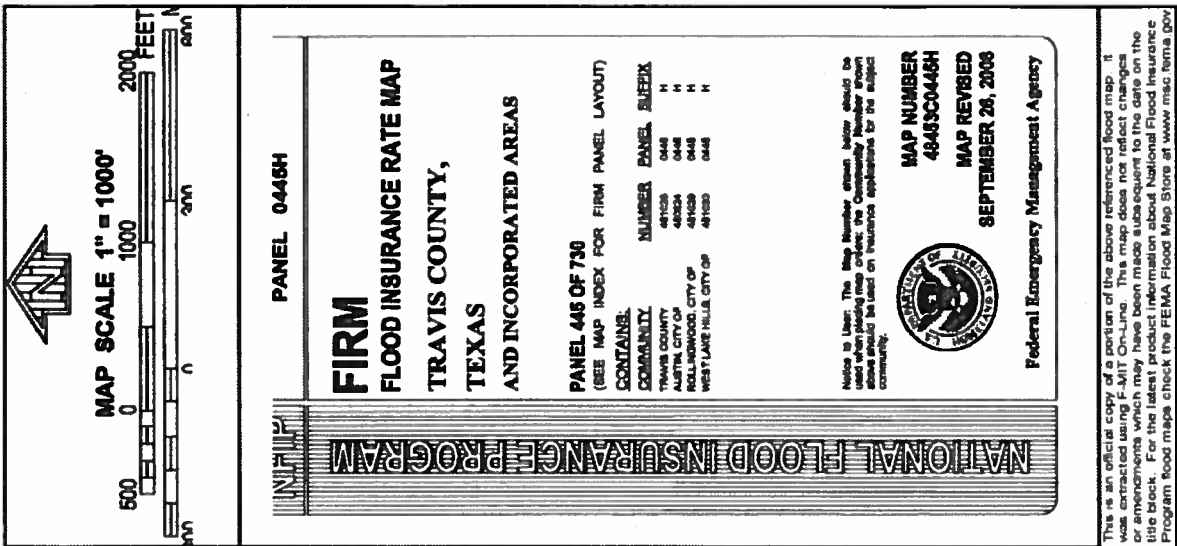 MAP SCALE 1" = 1000'
500 0 1000 2000
FEET
PANEL 0445H
FIRM
FLOOD INSURANCE RATE MAP
TRAVIS COUNTY,
TEXAS
AND INCORPORATED AREAS
PANEL 445 OF 730
(SEE MAP INDEX FOR FIRM PANEL LAYOUT)
CONTAINS:
COMMUNITY NUMBER PANEL SUFFIX
TRAVIS COUNTY 481026 0445 H
AUSTIN, CITY OF 480624 0445 H
ROLLINGWOOD, CITY OF 481029 0445 H
WEST LAKE HILLS, CITY OF 481030 0445 H
Notice to User: The Map Number shown below should be
used when placing map orders; the Community Number shown
above should be used on insurance applications for the subject
community.
MAP NUMBER
48453C0445H
MAP REVISED
SEPTEMBER 26, 2008
Federal Emergency Management Agency
NFIP
NATIONAL FLOOD INSURANCE PROGRAM
This is an official copy of a portion of the above referenced flood map. It
was extracted using F-MIT On-Line. This map does not reflect changes
or amendments which may have been made subsequent to the date on the
title block. For the latest product information about National Flood Insurance
Program flood maps check the FEMA Flood Map Store at www.msc.fema.gov